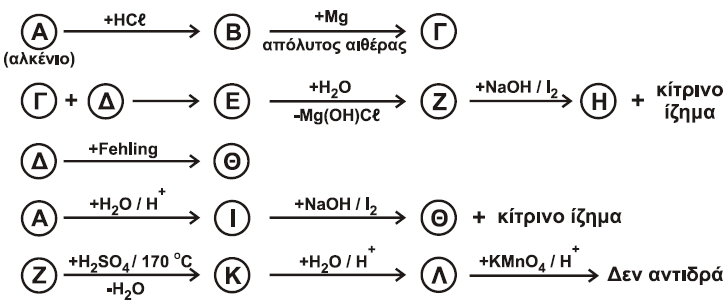 Α +HCℓ Β +Mg Γ
(αλκένιο) απόλυτος αιθέρας
Γ + Δ Ε +H₂O Ζ +NaOH / I₂ Η + κίτρινο
-Mg(OH)Cℓ ίζημα
Δ +Fehling Θ
Α +H₂O / H⁺ Ι +NaOH / I₂ Θ + κίτρινο ίζημα
Ζ +H₂SO₄ / 170 °C Κ +H₂O / H⁺ Λ +KMnO₄ / H⁺ Δεν αντιδρά
-H₂O